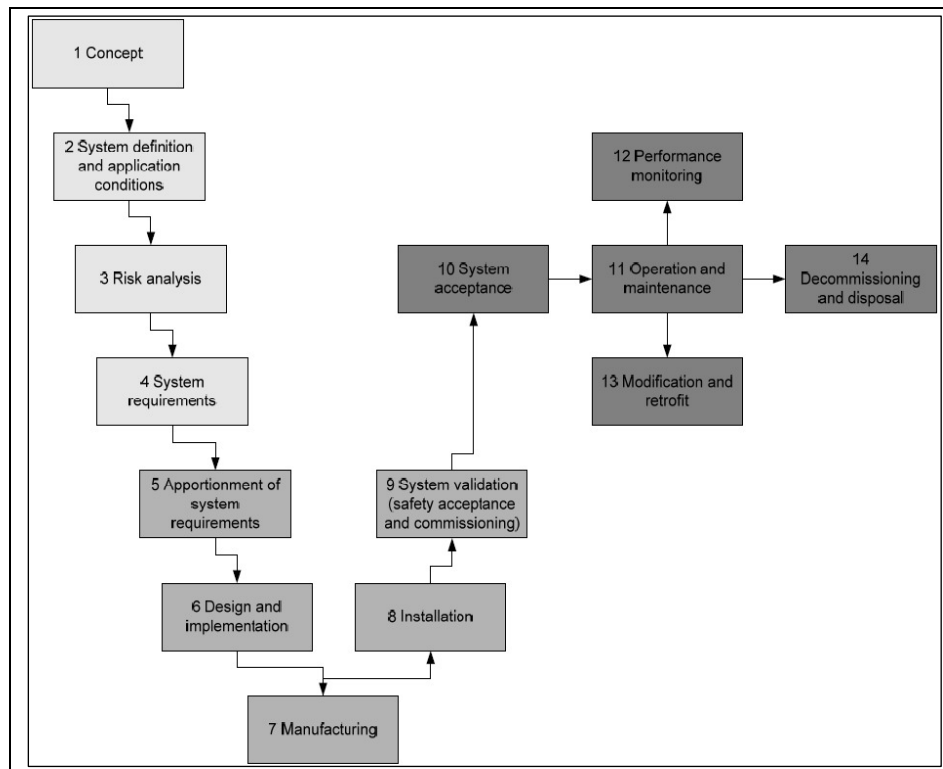 1 Concept
2 System definition
and application
conditions
3 Risk analysis
4 System
requirements
5 Apportionment of
system
requirements
6 Design and
implementation
7 Manufacturing
8 Installation
9 System validation
(safety acceptance
and commissioning)
10 System
acceptance
11 Operation and
maintenance
12 Performance
monitoring
13 Modification and
retrofit
14
Decommissioning
and disposal